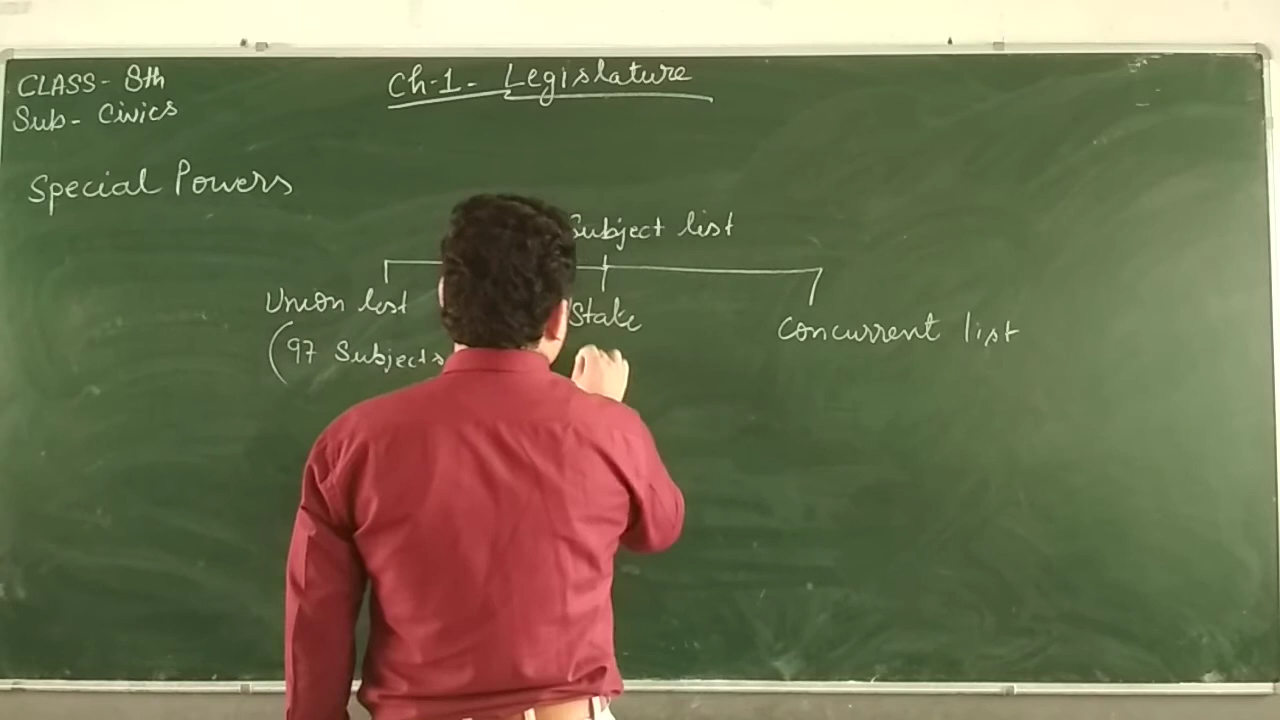 CLASS- 8th
Sub- Civics
Ch-1- Legislature
Special Powers
Subject list
Union list
State
Concurrent list
(97 Subjects